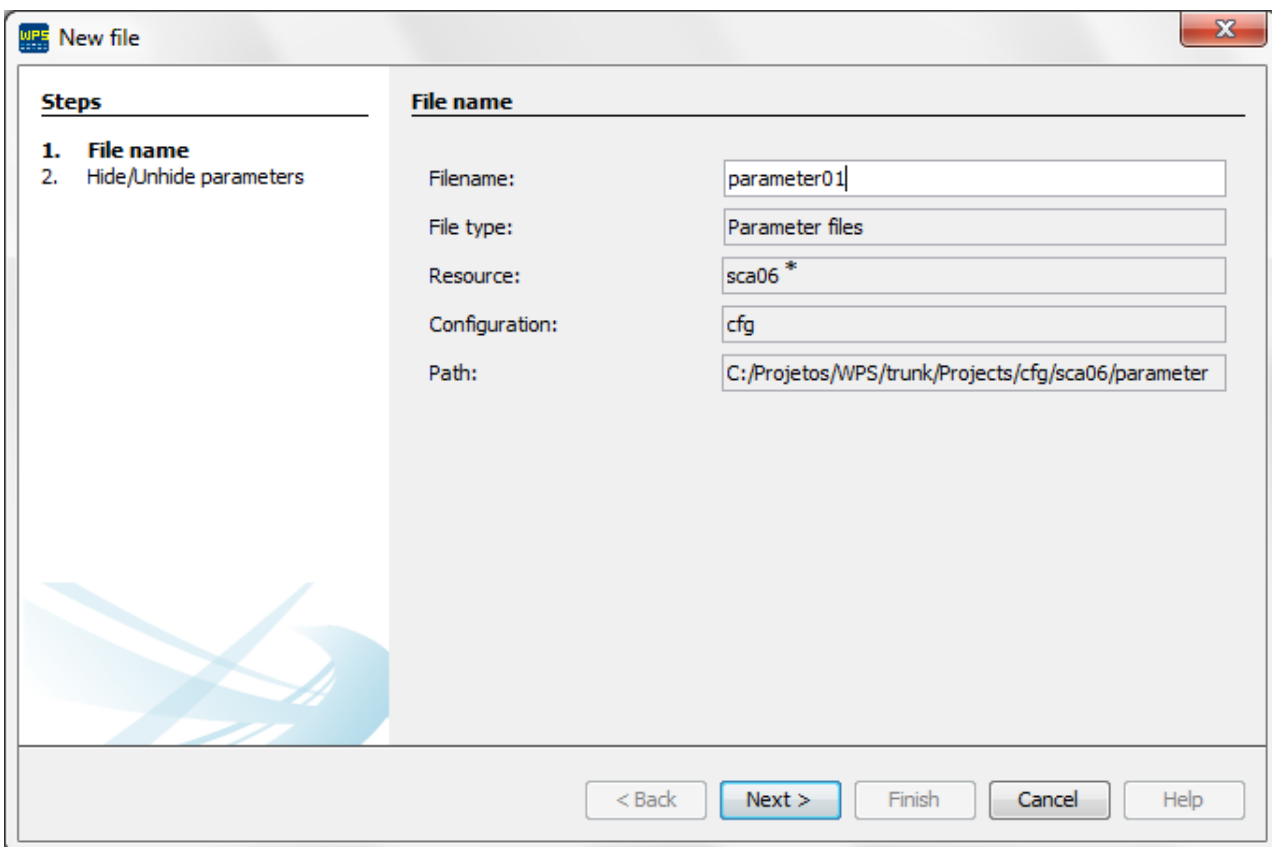 WPS New file
Steps
1. File name
2. Hide/Unhide parameters
File name
Filename: parameter01
File type: Parameter files
Resource: sca06 *
Configuration: cfg
Path: C:/Projetos/WPS/trunk/Projects/cfg/sca06/parameter
< Back Next > Finish Cancel Help